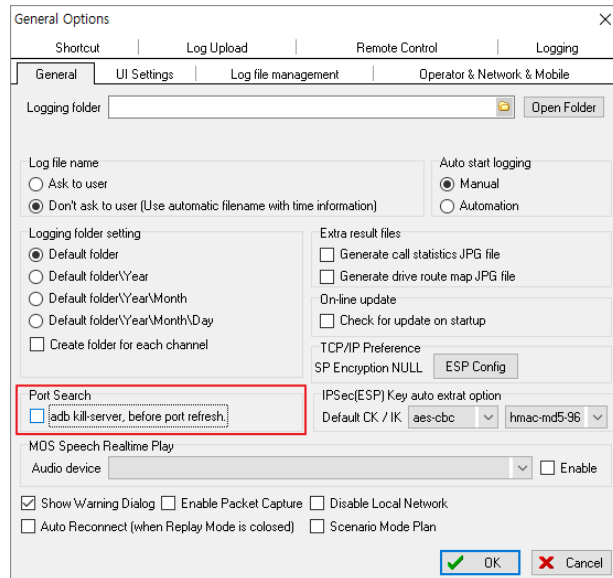 General Options
Shortcut Log Upload Remote Control Logging
General UI Settings Log file management Operator & Network & Mobile
Logging folder Open Folder
Log file name
Ask to user
Don't ask to user (Use automatic filename with time information)
Auto start logging
Manual
Automation
Logging folder setting
Default folder
Default folder\Year
Default folder\Year\Month
Default folder\Year\Month\Day
Create folder for each channel
Extra result files
Generate call statistics JPG file
Generate drive route map JPG file
On-line update
Check for update on startup
TCP/IP Preference
SP Encryption NULL ESP Config
Port Search
adb kill-server, before port refresh.
IPSec(ESP) Key auto extrat option
Default CK / IK aes-cbc hmac-md5-96
MOS Speech Realtime Play
Audio device Enable
Show Warning Dialog Enable Packet Capture Disable Local Network
Auto Reconnect (when Replay Mode is colosed) Scenario Mode Plan
OK Cancel